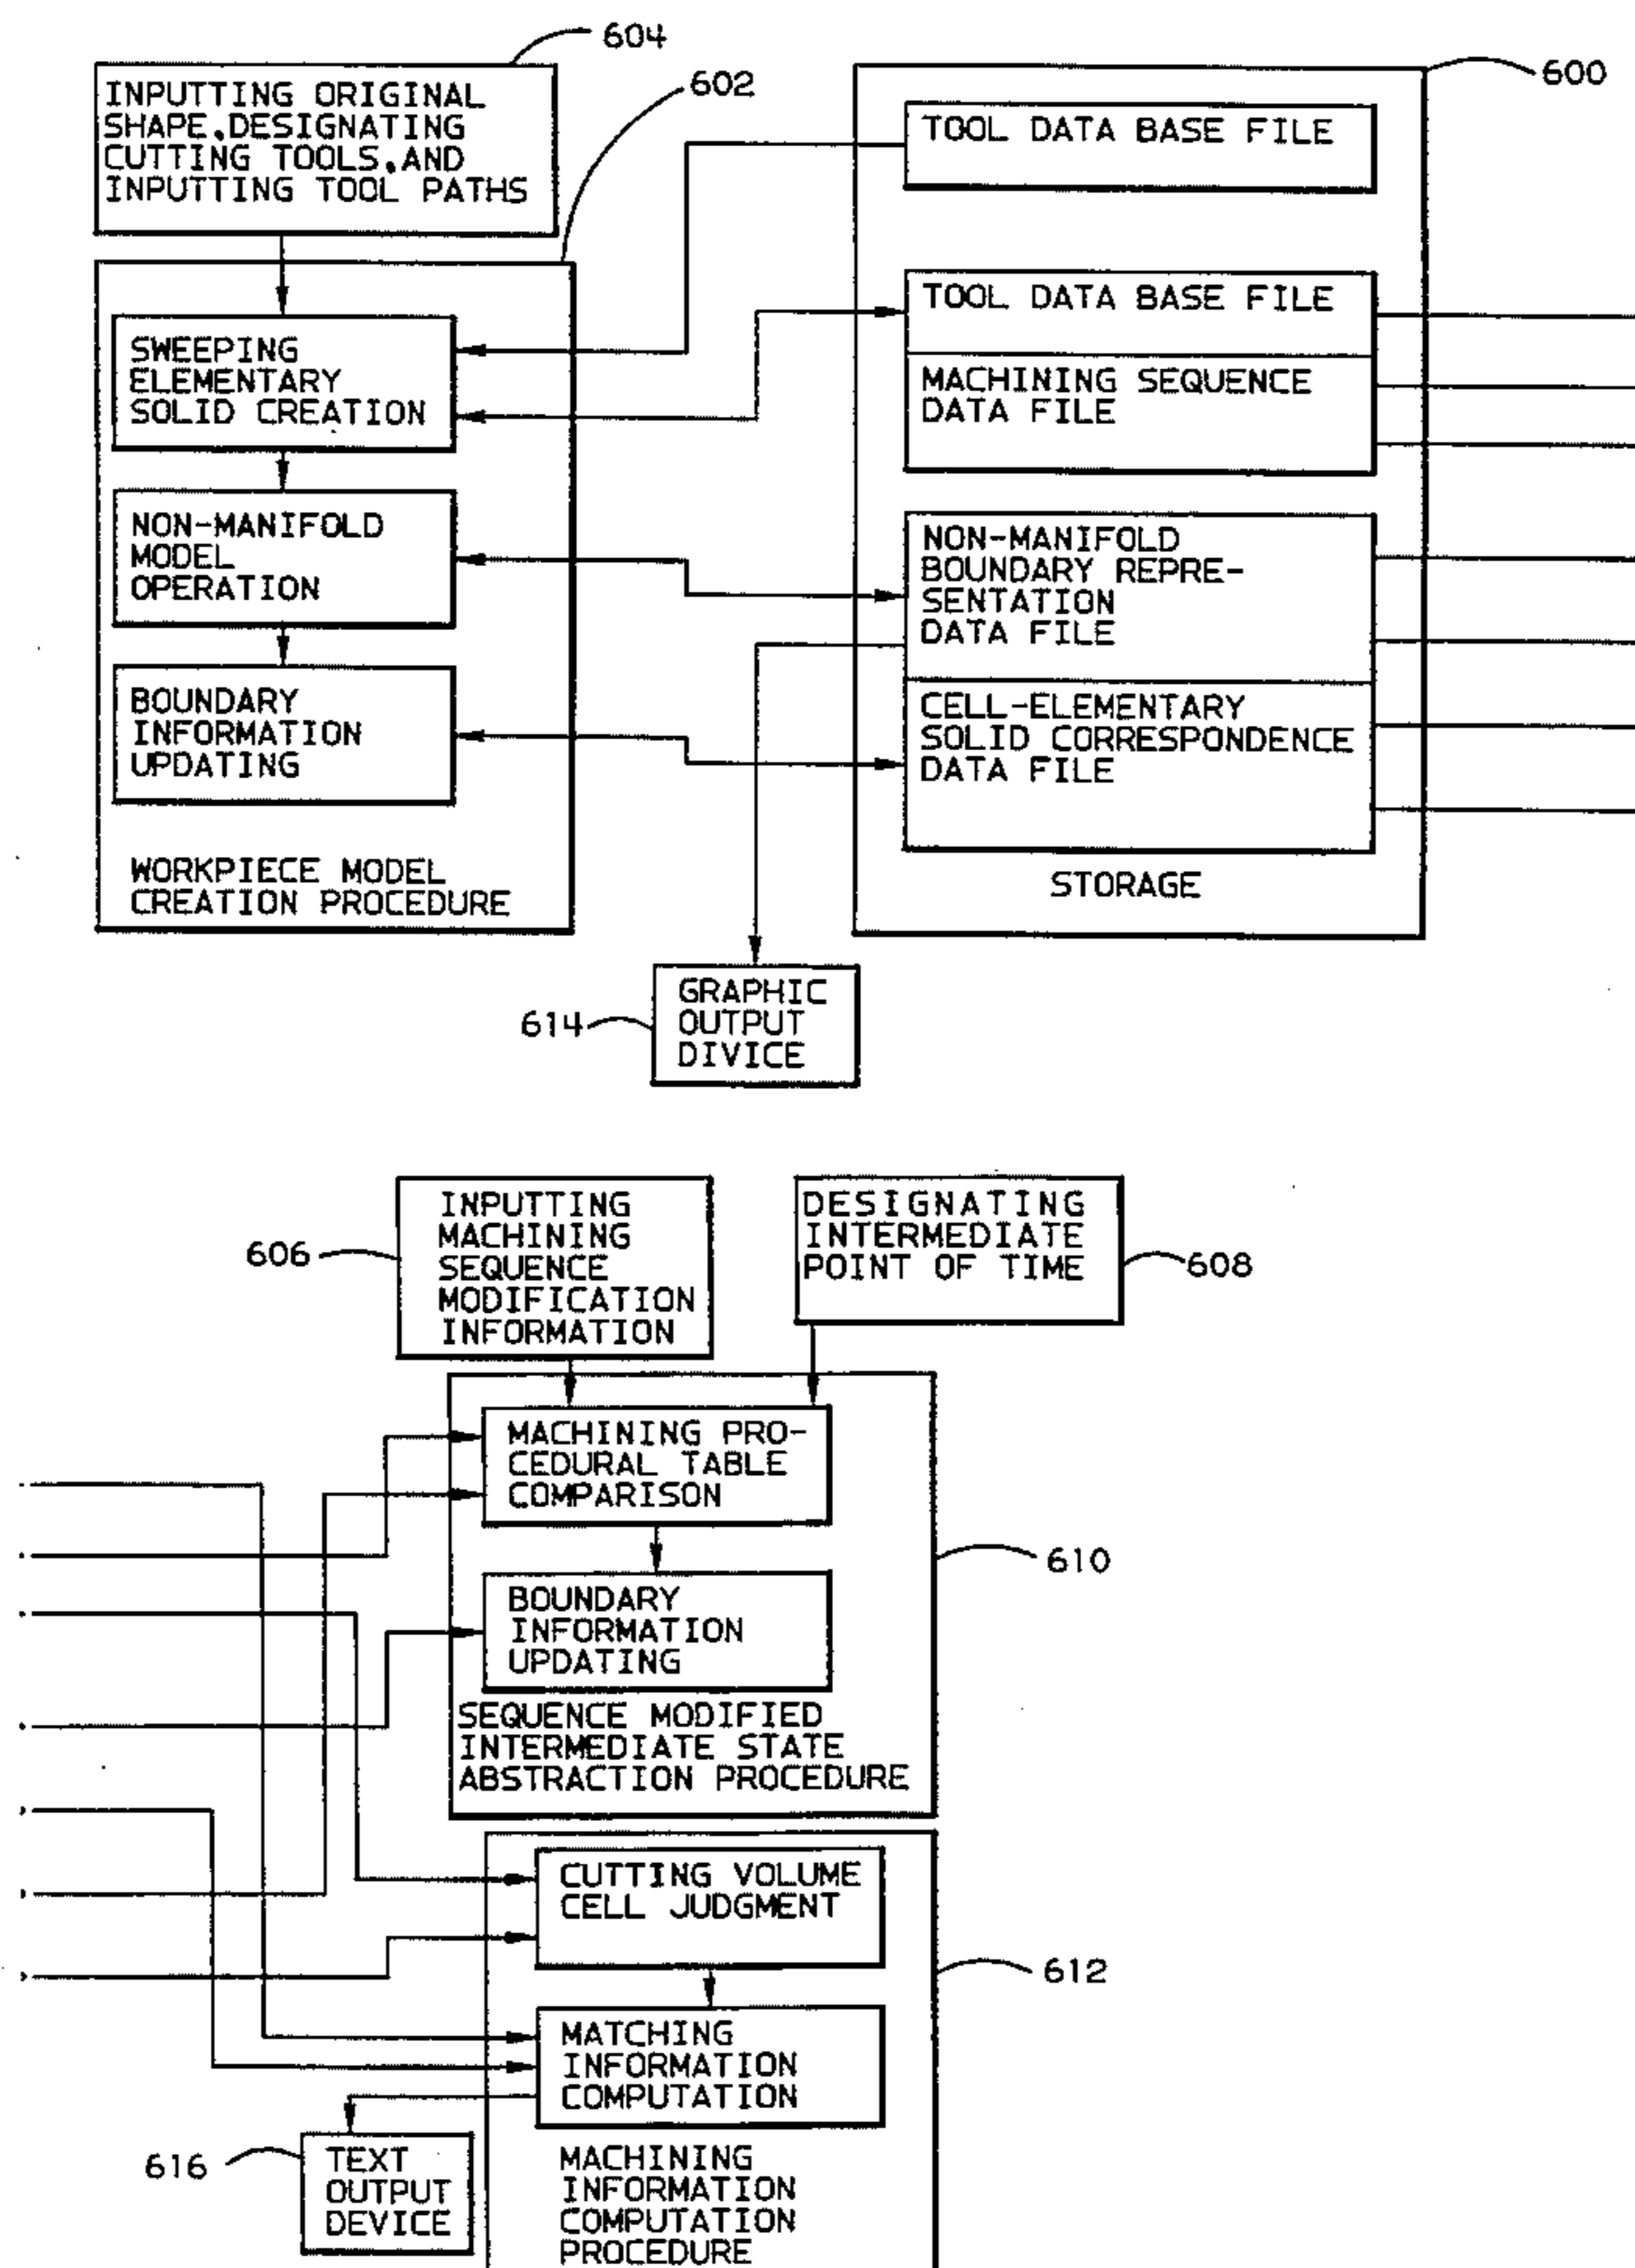 604
INPUTTING ORIGINAL
SHAPE,DESIGNATING
CUTTING TOOLS,AND
INPUTTING TOOL PATHS
602
600
TOOL DATA BASE FILE
SWEEPING
ELEMENTARY
SOLID CREATION
NON-MANIFOLD
MODEL
OPERATION
BOUNDARY
INFORMATION
UPDATING
WORKPIECE MODEL
CREATION PROCEDURE
TOOL DATA BASE FILE
MACHINING SEQUENCE
DATA FILE
NON-MANIFOLD
BOUNDARY REPRE-
SENTATION
DATA FILE
CELL-ELEMENTARY
SOLID CORRESPONDENCE
DATA FILE
STORAGE
614
GRAPHIC
OUTPUT
DIVICE
606
INPUTTING
MACHINING
SEQUENCE
MODIFICATION
INFORMATION
DESIGNATING
INTERMEDIATE
POINT OF TIME
608
MACHINING PRO-
CEDURAL TABLE
COMPARISON
610
BOUNDARY
INFORMATION
UPDATING
SEQUENCE MODIFIED
INTERMEDIATE STATE
ABSTRACTION PROCEDURE
CUTTING VOLUME
CELL JUDGMENT
612
MATCHING
INFORMATION
COMPUTATION
616
TEXT
OUTPUT
DEVICE
MACHINING
INFORMATION
COMPUTATION
PROCEDURE